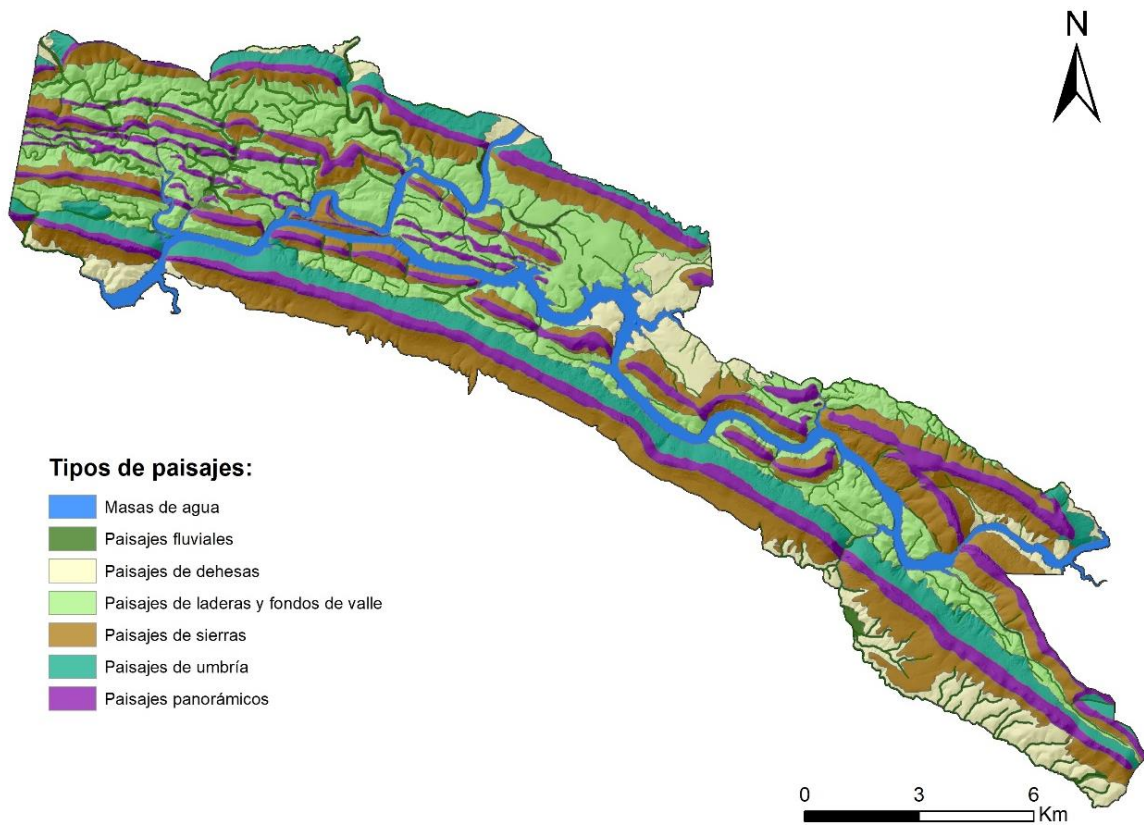 N
Tipos de paisajes:
Masas de agua
Paisajes fluviales
Paisajes de dehesas
Paisajes de laderas y fondos de valle
Paisajes de sierras
Paisajes de umbría
Paisajes panorámicos
0 3 6
Km